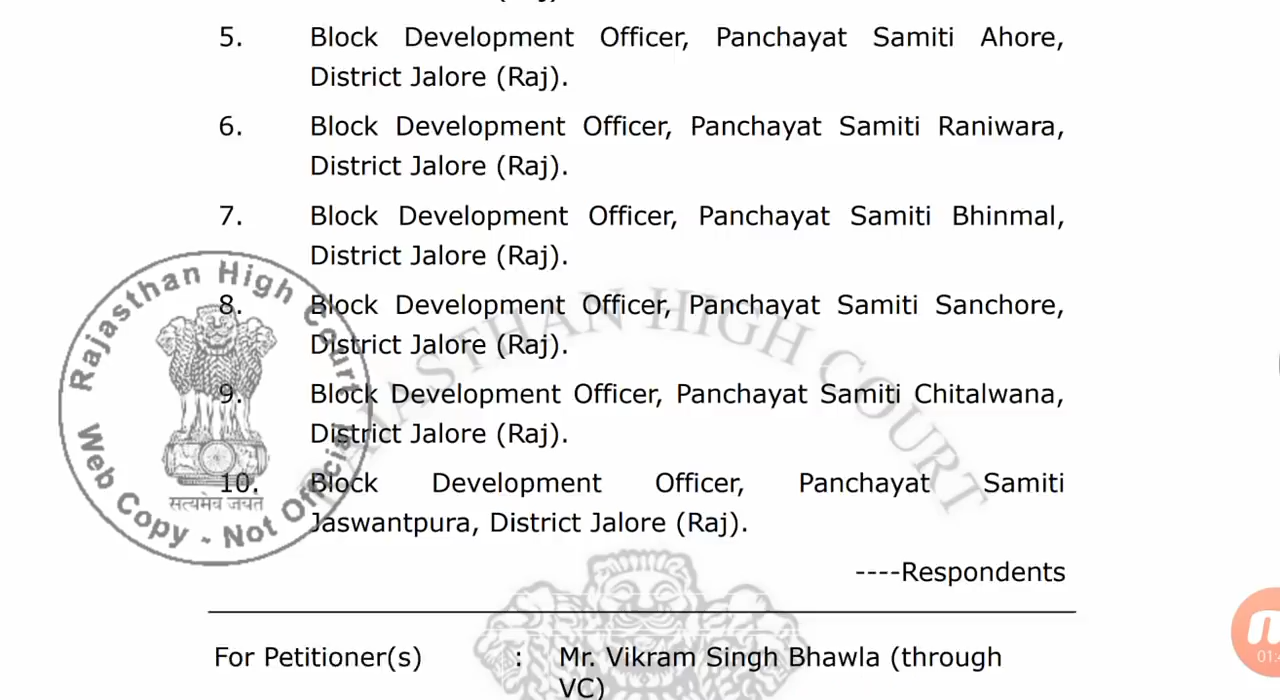 5. Block Development Officer, Panchayat Samiti Ahore,
District Jalore (Raj).
6. Block Development Officer, Panchayat Samiti Raniwara,
District Jalore (Raj).
7. Block Development Officer, Panchayat Samiti Bhinmal,
District Jalore (Raj).
8. Block Development Officer, Panchayat Samiti Sanchore,
District Jalore (Raj).
9. Block Development Officer, Panchayat Samiti Chitalwana,
District Jalore (Raj).
10. Block Development Officer, Panchayat Samiti
Jaswantpura, District Jalore (Raj).
----Respondents
For Petitioner(s) : Mr. Vikram Singh Bhawla (through
VC)
Rajasthan High Court
Web Copy - Not Official
सत्यमेव जयते
RAJASTHAN HIGH COURT